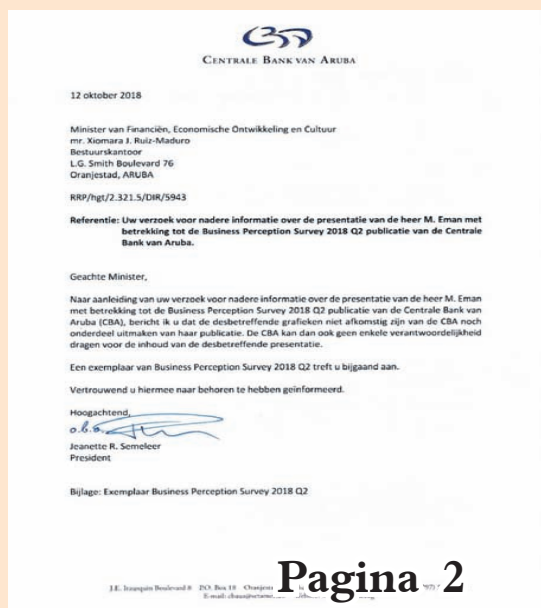 CENTRALE BANK VAN ARUBA
12 oktober 2018
Minister van Financiën, Economische Ontwikkeling en Cultuur
mr. Xiomara J. Ruiz-Maduro
Bestuurskantoor
L.G. Smith Boulevard 76
Oranjestad, ARUBA
RRP/hgt/2.321.5/DIR/5943
Referentie: Uw verzoek voor nadere informatie over de presentatie van de heer M. Eman met
betrekking tot de Business Perception Survey 2018 Q2 publicatie van de Centrale
Bank van Aruba.
Geachte Minister,
Naar aanleiding van uw verzoek voor nadere informatie over de presentatie van de heer M. Eman
met betrekking tot de Business Perception Survey 2018 Q2 publicatie van de Centrale Bank van
Aruba (CBA), bericht ik u dat de desbetreffende grafieken niet afkomstig zijn van de CBA noch
onderdeel uitmaken van haar publicatie. De CBA kan dan ook geen enkele verantwoordelijkheid
dragen voor de inhoud van de desbetreffende presentatie.
Een exemplaar van Business Perception Survey 2018 Q2 treft u bijgaand aan.
Vertrouwend u hiermee naar behoren te hebben geïnformeerd.
Hoogachtend,
o.b.a.
Jeanette R. Semeleer
President
Bijlage: Exemplaar Business Perception Survey 2018 Q2
J.E. Irausquin Boulevard 8 P.O. Box 18
E-mail:
Pagina 2